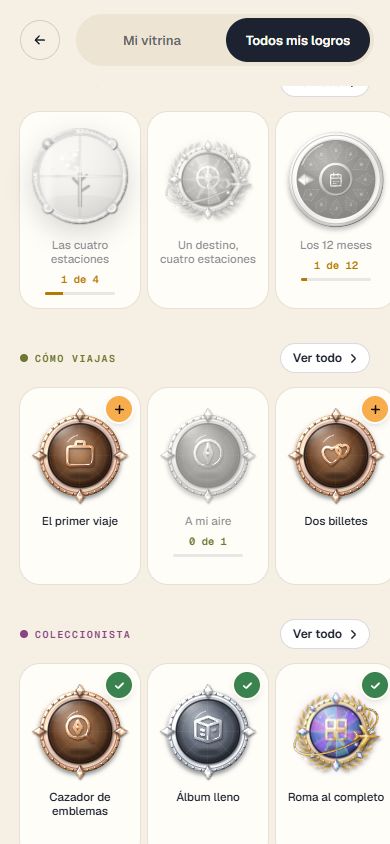 Mi vitrina
Todos mis logros
Las cuatro
estaciones
1 de 4
Un destino,
cuatro estaciones
Los 12 meses
1 de 12
CÓMO VIAJAS
Ver todo
El primer viaje
A mi aire
0 de 1
Dos billetes
COLECCIONISTA
Ver todo
Cazador de
emblemas
Álbum lleno
Roma al completo